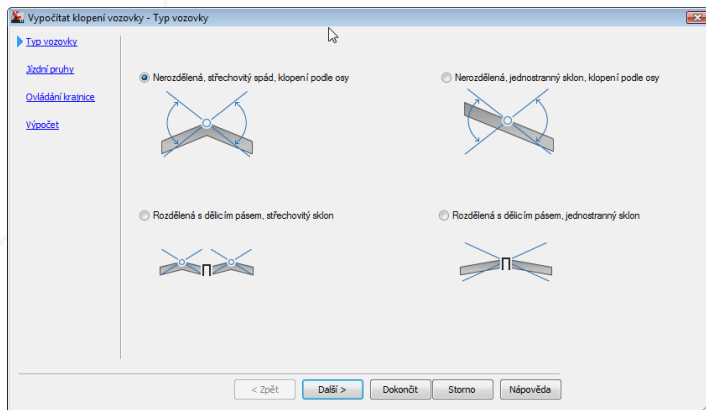 Vypočítat klopení vozovky - Typ vozovky
Typ vozovky
Jízdní pruhy
Ovládání krajnice
Výpočet
Nerozdělená, střechovitý spád, klopení podle osy
Nerozdělená, jednostranný sklon, klopení podle osy
Rozdělená s dělicím pásem, střechovitý sklon
Rozdělená s dělicím pásem, jednostranný sklon
< Zpět
Další >
Dokončit
Storno
Nápověda